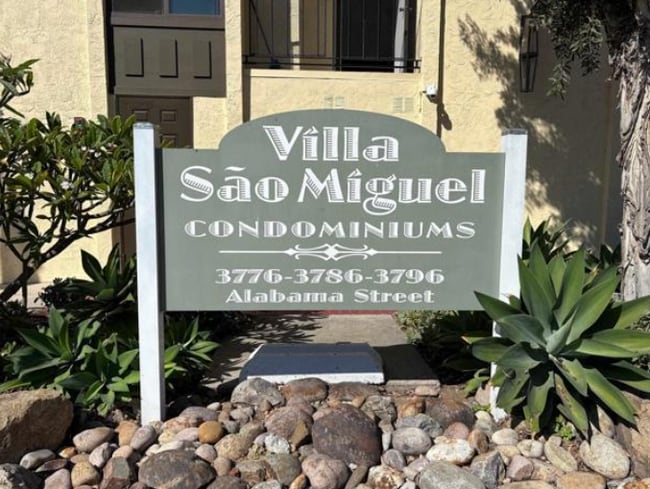 Villa
São Miguel
CONDOMINIUMS
3776-3786-3796
Alabama Street